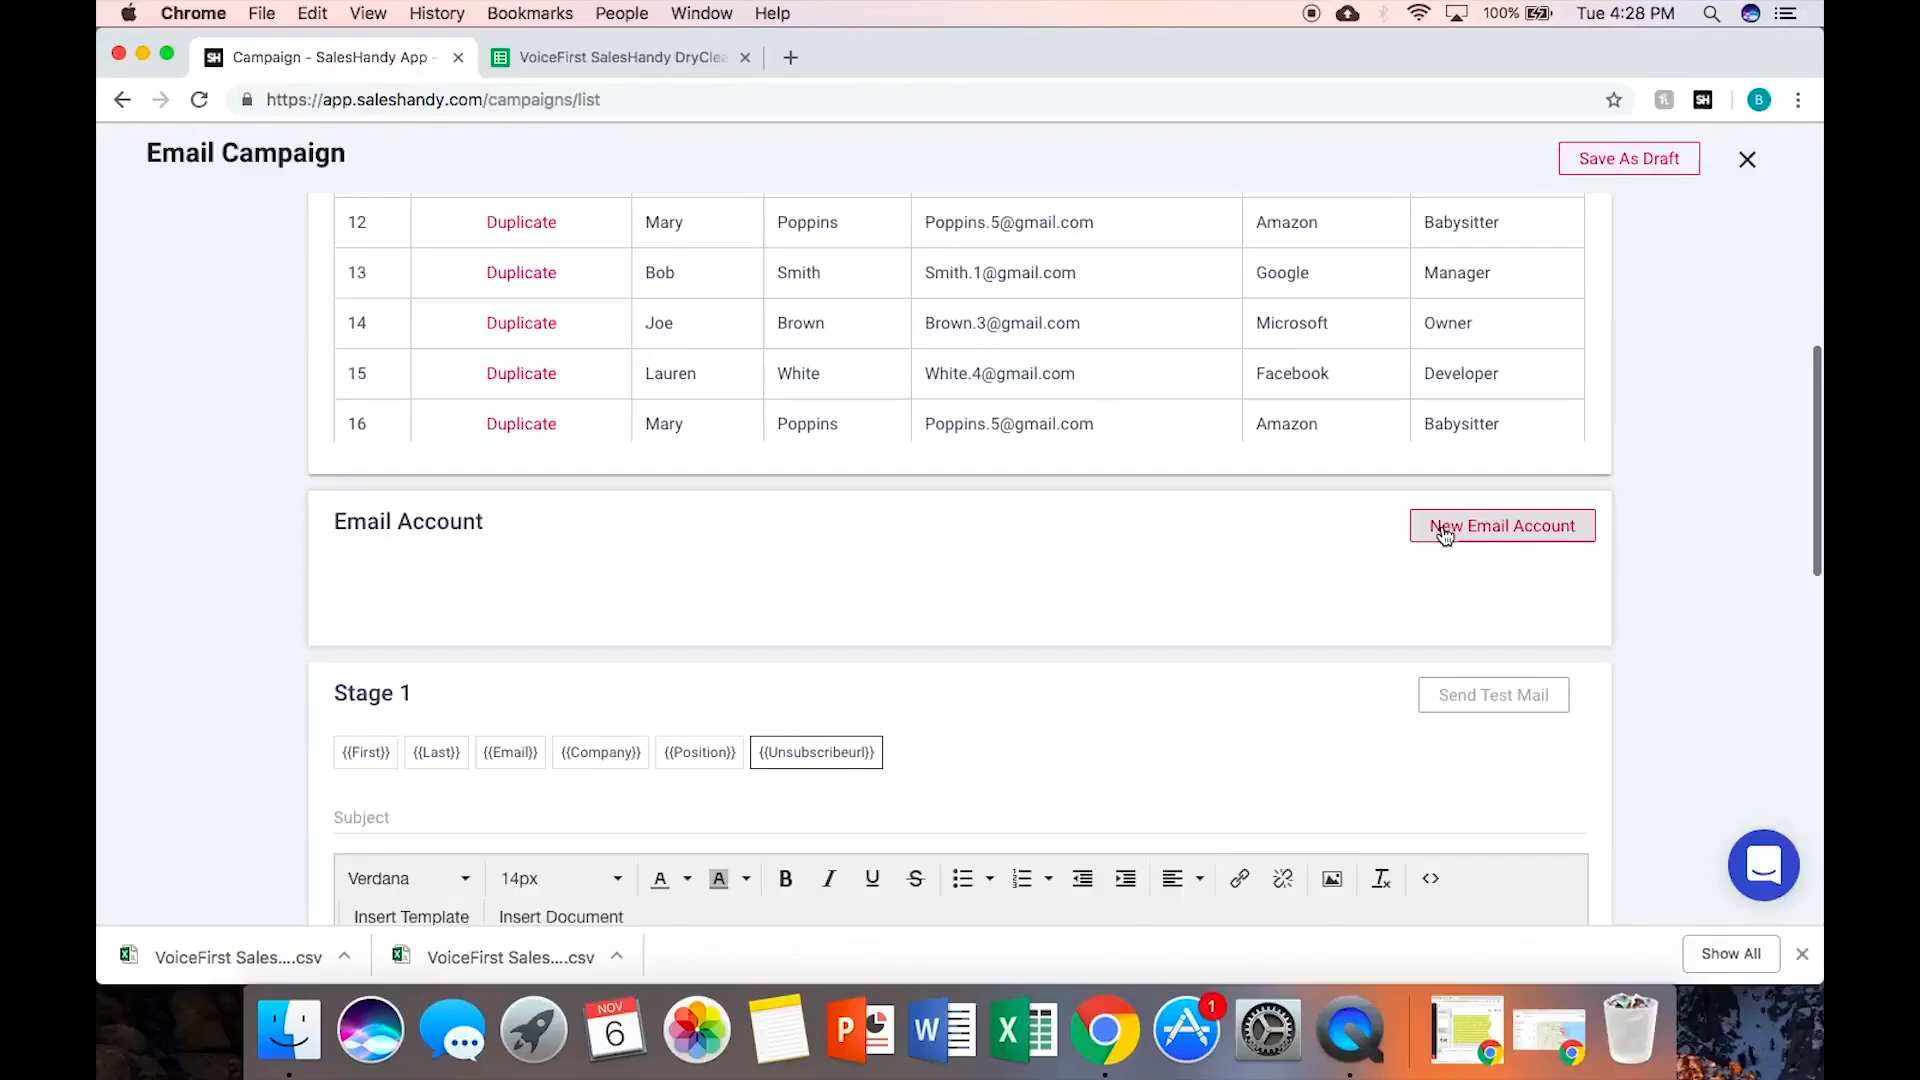 Chrome File Edit View History Bookmarks People Window Help 100% Tue 4:28 PM
SH Campaign - SalesHandy App - VoiceFirst SalesHandy DryClea
https://app.saleshandy.com/campaigns/list SH B
Email Campaign Save As Draft
12 Duplicate Mary Poppins Poppins.5@gmail.com Amazon Babysitter
13 Duplicate Bob Smith Smith.1@gmail.com Google Manager
14 Duplicate Joe Brown Brown.3@gmail.com Microsoft Owner
15 Duplicate Lauren White White.4@gmail.com Facebook Developer
16 Duplicate Mary Poppins Poppins.5@gmail.com Amazon Babysitter
Email Account New Email Account
Stage 1 Send Test Mail
{{First}} {{Last}} {{Email}} {{Company}} {{Position}} {{Unsubscribeurl}}
Subject
Verdana 14px A A B I U S
Insert Template Insert Document
VoiceFirst Sales....csv VoiceFirst Sales....csv Show All
NOV 6 P W X 1